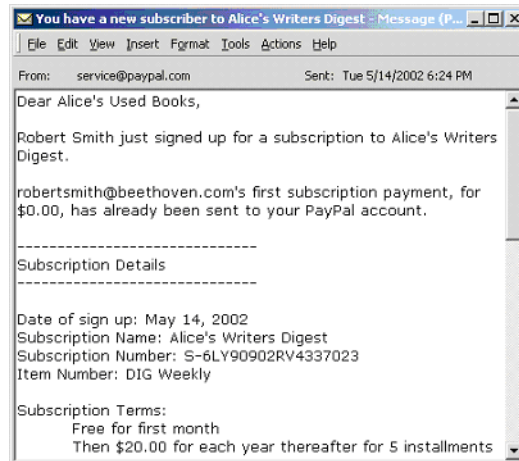 You have a new subscriber to Alice's Writers Digest - Message (P...
File Edit View Insert Format Tools Actions Help
From: service@paypal.com Sent: Tue 5/14/2002 6:24 PM
Dear Alice's Used Books,
Robert Smith just signed up for a subscription to Alice's Writers
Digest.
robertsmith@beethoven.com's first subscription payment, for
$0.00, has already been sent to your PayPal account.
------------------------------
Subscription Details
------------------------------
Date of sign up: May 14, 2002
Subscription Name: Alice's Writers Digest
Subscription Number: S-6LY90902RV4337023
Item Number: DIG Weekly
Subscription Terms:
Free for first month
Then $20.00 for each year thereafter for 5 installments